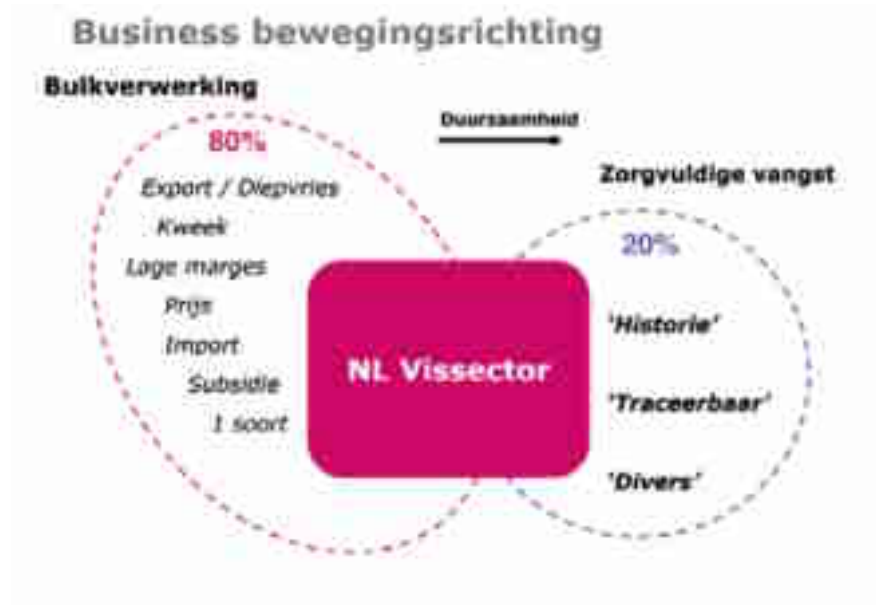 Business bewegingsrichting
Bulkverwerking
80%
Export / Diepvries
Kweek
Lage marges
Prijs
Import
Subsidie
1 soort
Duursaamheid
NL Vissector
Zorgvuldige vangst
20%
'Historie'
'Traceerbaar'
'Divers'